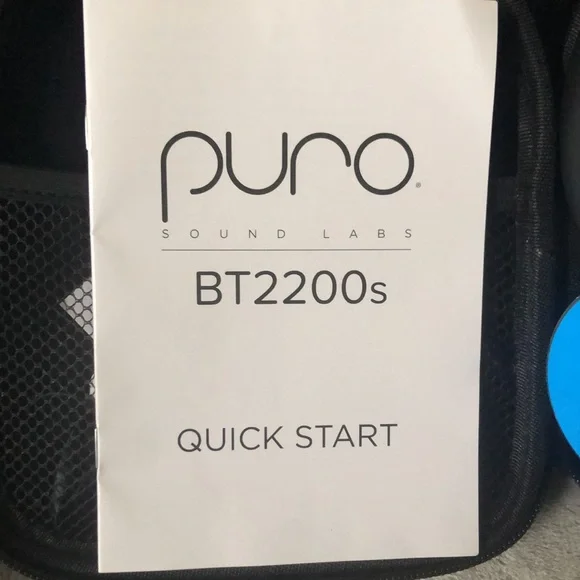 puro®
SOUND LABS
BT2200s
QUICK START